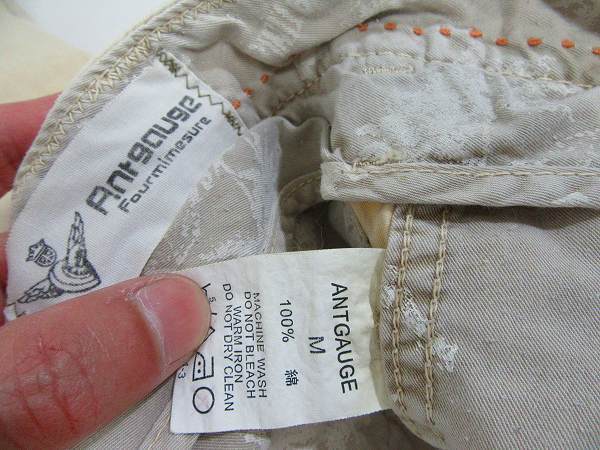 Antgauge
Fourmimesure
ANTGAUGE
M
100% 綿
MACHINE WASH
DO NOT BLEACH
WARM IRON
DO NOT DRY CLEAN